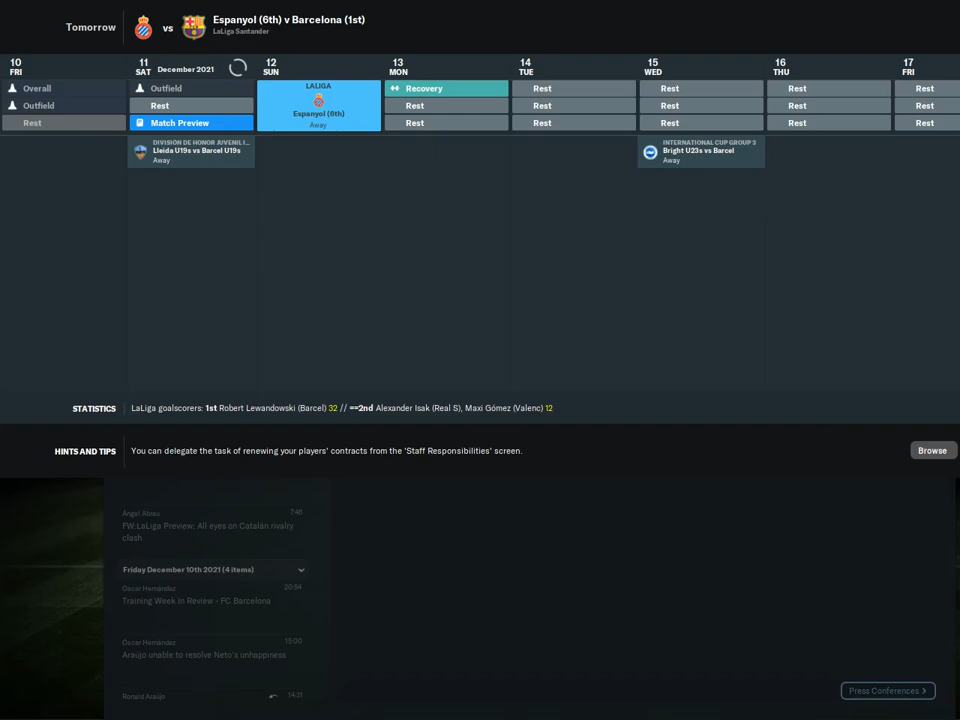 Tomorrow
vs
Espanyol (6th) v Barcelona (1st)
LaLiga Santander
10
FRI
11
SAT December 2021
12
SUN
13
MON
14
TUE
15
WED
16
THU
17
FRI
Overall
Outfield
Rest
Outfield
Rest
Match Preview
LALIGA
Espanyol (6th)
Away
Recovery
Rest
Rest
Rest
Rest
Rest
Rest
Rest
Rest
Rest
Rest
Rest
Rest
Rest
Rest
DIVISIÓN DE HONOR JUVENIL I...
Lleida U19s vs Barcel U19s
Away
INTERNATIONAL CUP GROUP 3
Bright U23s vs Barcel
Away
STATISTICS
LaLiga goalscorers: 1st Robert Lewandowski (Barcel) 32 // ==2nd Alexander Isak (Real S), Maxi Gómez (Valenc) 12
HINTS AND TIPS
You can delegate the task of renewing your players' contracts from the 'Staff Responsibilities' screen.
Browse
Ángel Abreu 7:46
FW:LaLiga Preview: All eyes on Catalan rivalry
clash
Friday December 10th 2021 (4 items)
Óscar Hernández 20:54
Training Week in Review - FC Barcelona
Óscar Hernández 15:00
Araújo unable to resolve Neto's unhappiness
Ronald Araújo 14:31
Press Conferences